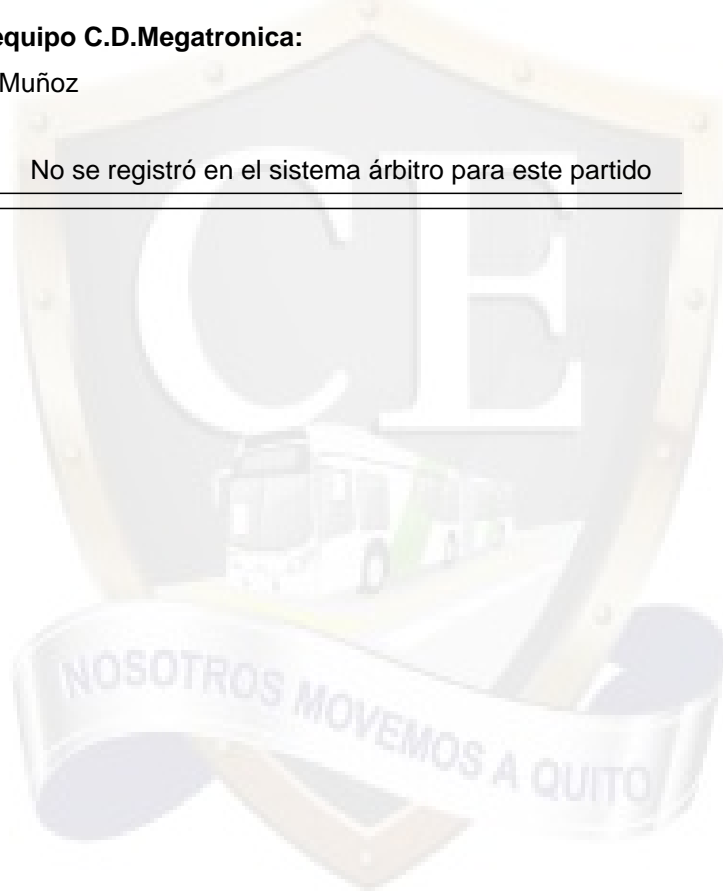 equipo C.D.Megatronica:
Muñoz
No se registró en el sistema árbitro para este partido
CE
NOSOTROS MOVEMOS A QUITO